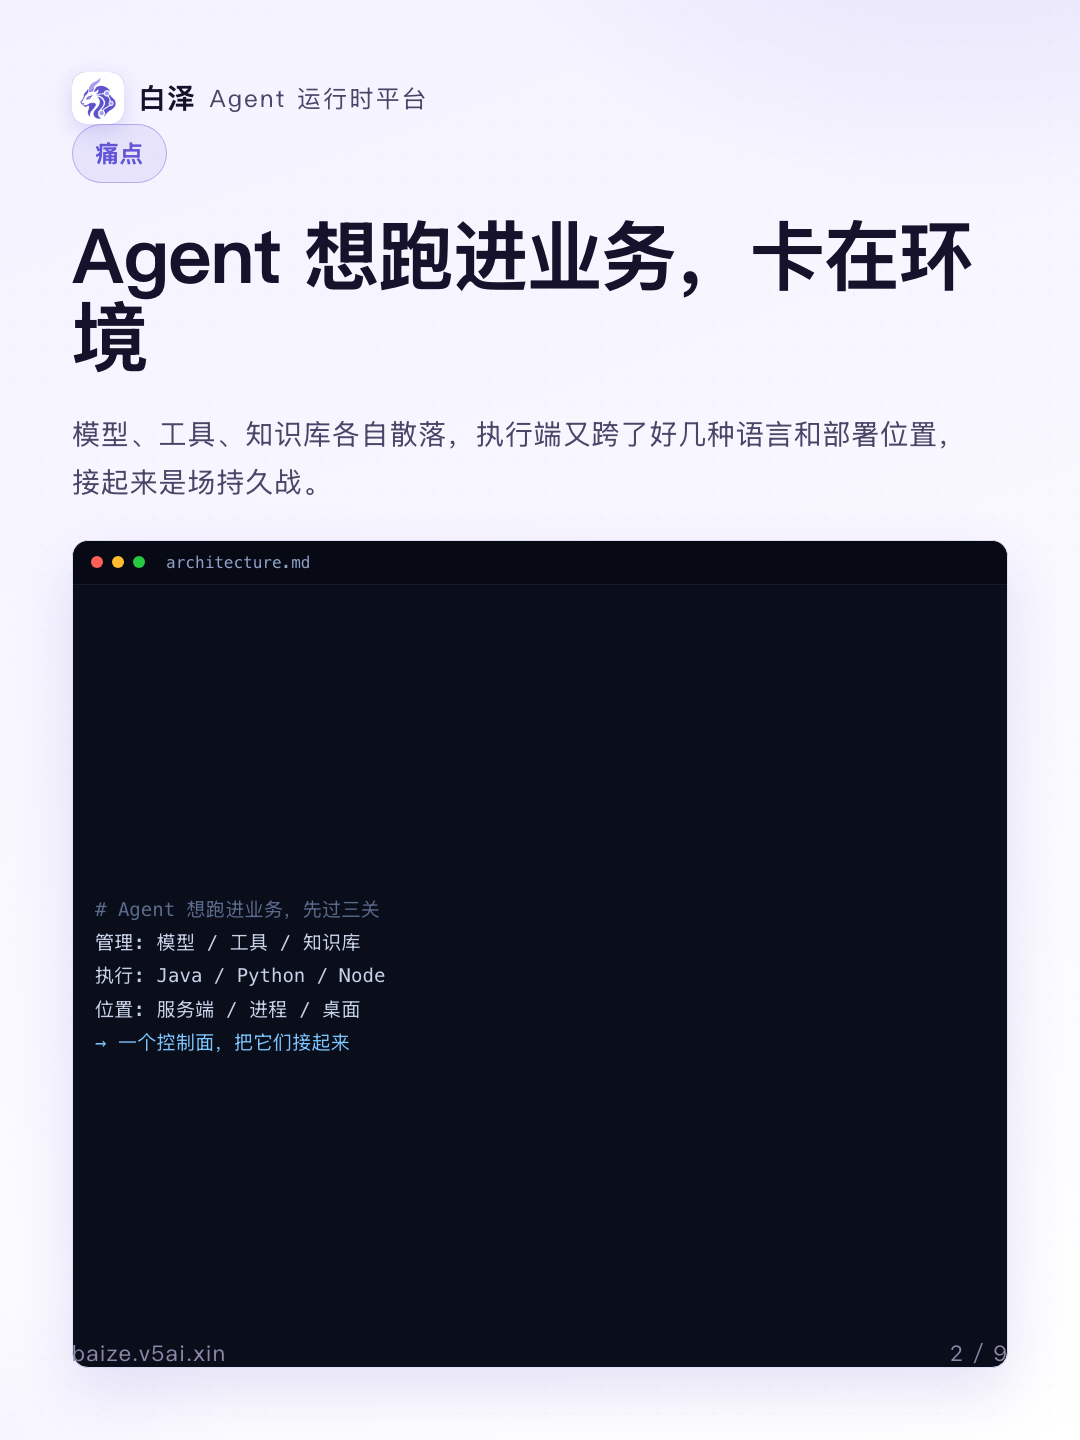 白泽 Agent 运行时平台
痛点
Agent 想跑进业务，卡在环
境
模型、工具、知识库各自散落，执行端又跨了好几种语言和部署位置，
接起来是场持久战。
architecture.md
# Agent 想跑进业务，先过三关
管理: 模型 / 工具 / 知识库
执行: Java / Python / Node
位置: 服务端 / 进程 / 桌面
→ 一个控制面，把它们接起来
baize.v5ai.xin
2 / 9